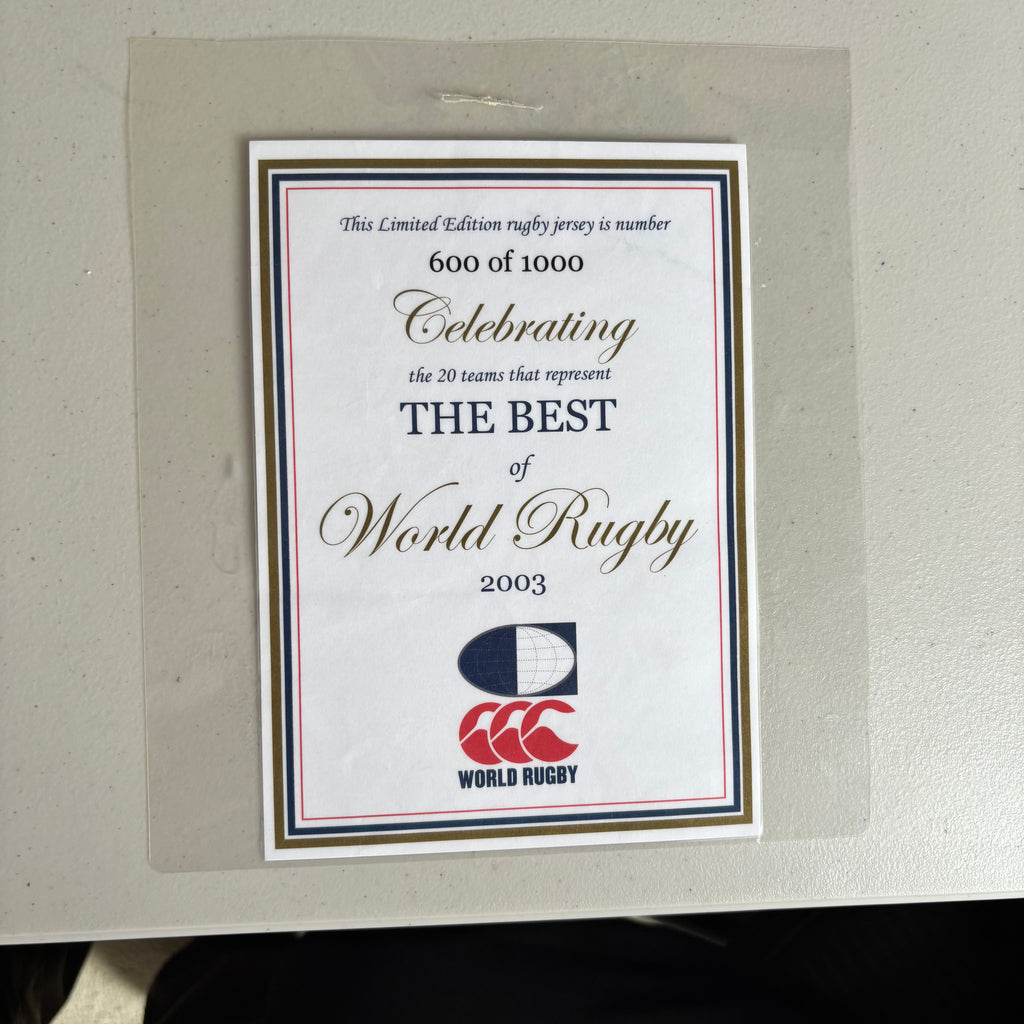 This Limited Edition rugby jersey is number
600 of 1000
Celebrating
the 20 teams that represent
THE BEST
of
World Rugby
2003
CCC
WORLD RUGBY